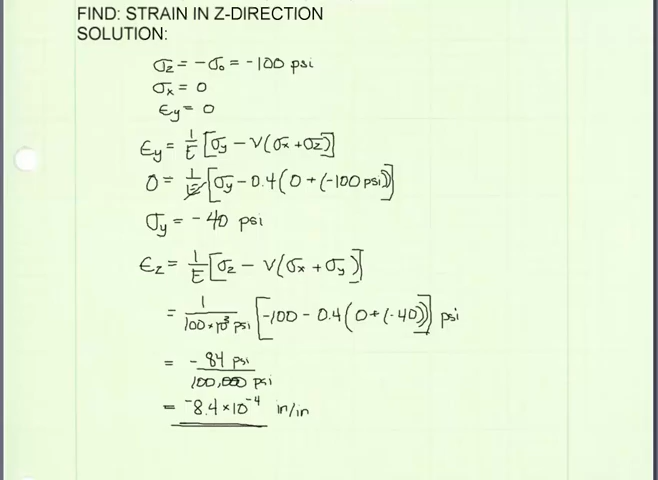 FIND: STRAIN IN Z-DIRECTION
SOLUTION:
σz = -σo = -100 psi
σx = 0
ϵy = 0
ϵy = 1/E [σy - ν(σx + σz)]
0 = 1/E [σy - 0.4(0 + (-100 psi))]
σy = -40 psi
ϵz = 1/E [σz - ν(σx + σy)]
= 1/100×10³ psi [-100 - 0.4(0 + (-40))] psi
= -84 psi/100,000 psi
= -8.4×10⁻⁴ in/in